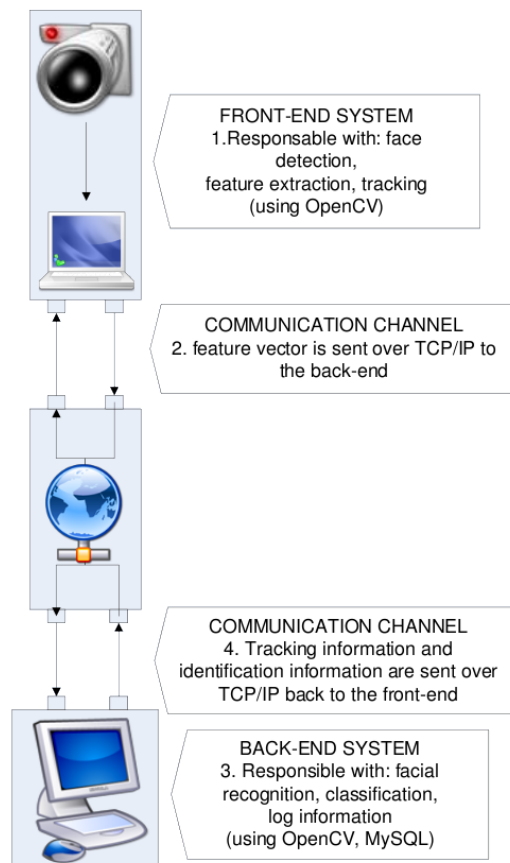 FRONT-END SYSTEM
1.Responsable with: face
detection,
feature extraction, tracking
(using OpenCV)
COMMUNICATION CHANNEL
2. feature vector is sent over TCP/IP to
the back-end
COMMUNICATION CHANNEL
4. Tracking information and
identification information are sent over
TCP/IP back to the front-end
BACK-END SYSTEM
3. Responsible with: facial
recognition, classification,
log information
(using OpenCV, MySQL)